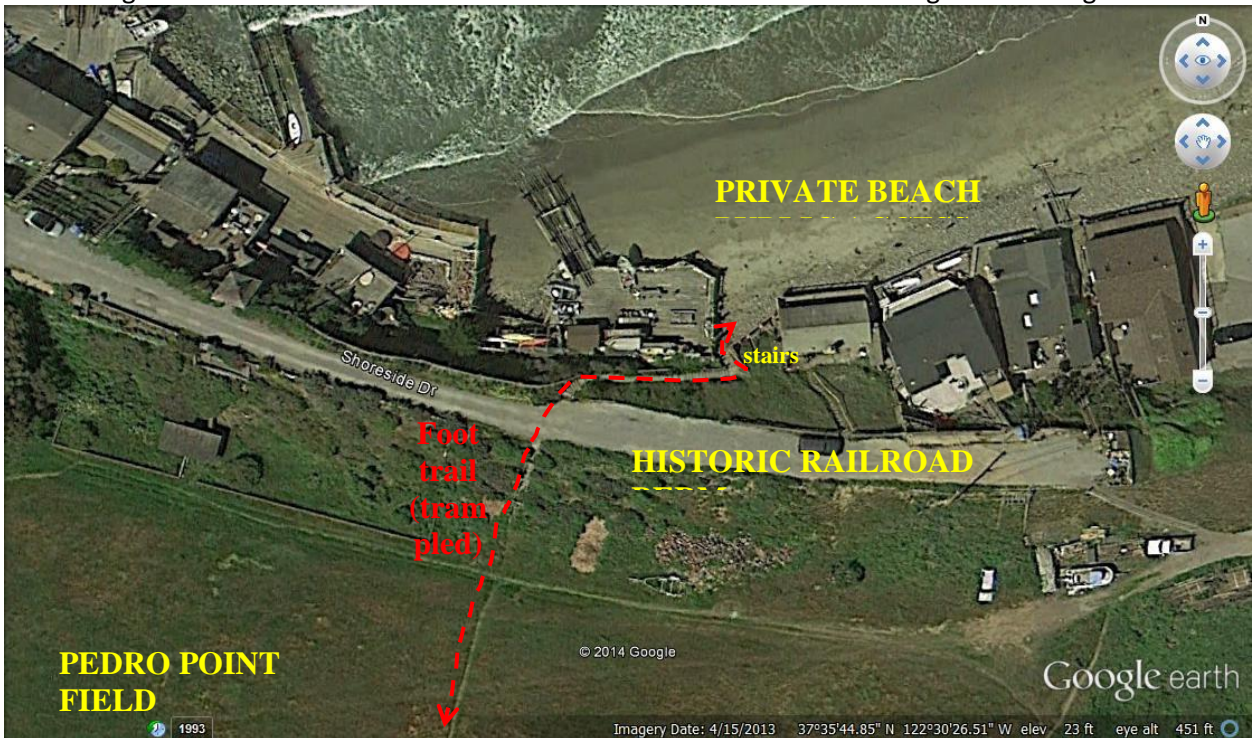 N
PRIVATE BEACH
stairs
Shoreside Dr
Foot
trail
(tram
pled)
HISTORIC RAILROAD
PEDRO POINT
FIELD
© 2014 Google
Google earth
1993
Imagery Date: 4/15/2013 37°35'44.85" N 122°30'26.51" W elev 23 ft eye alt 451 ft